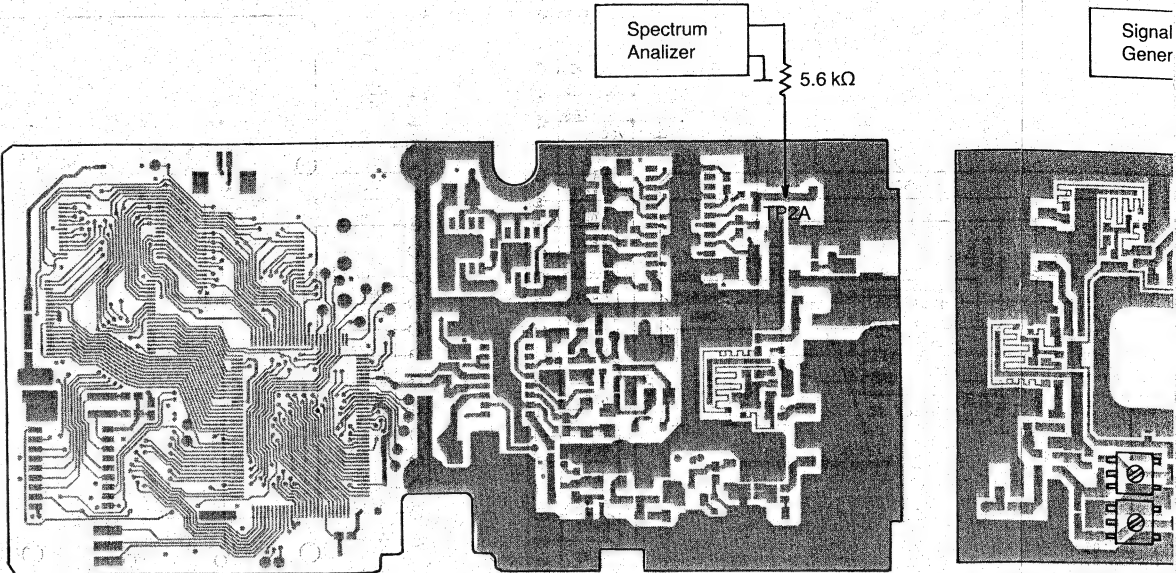 Spectrum
Analizer
5.6 kΩ
TP2A
Signal
Gener